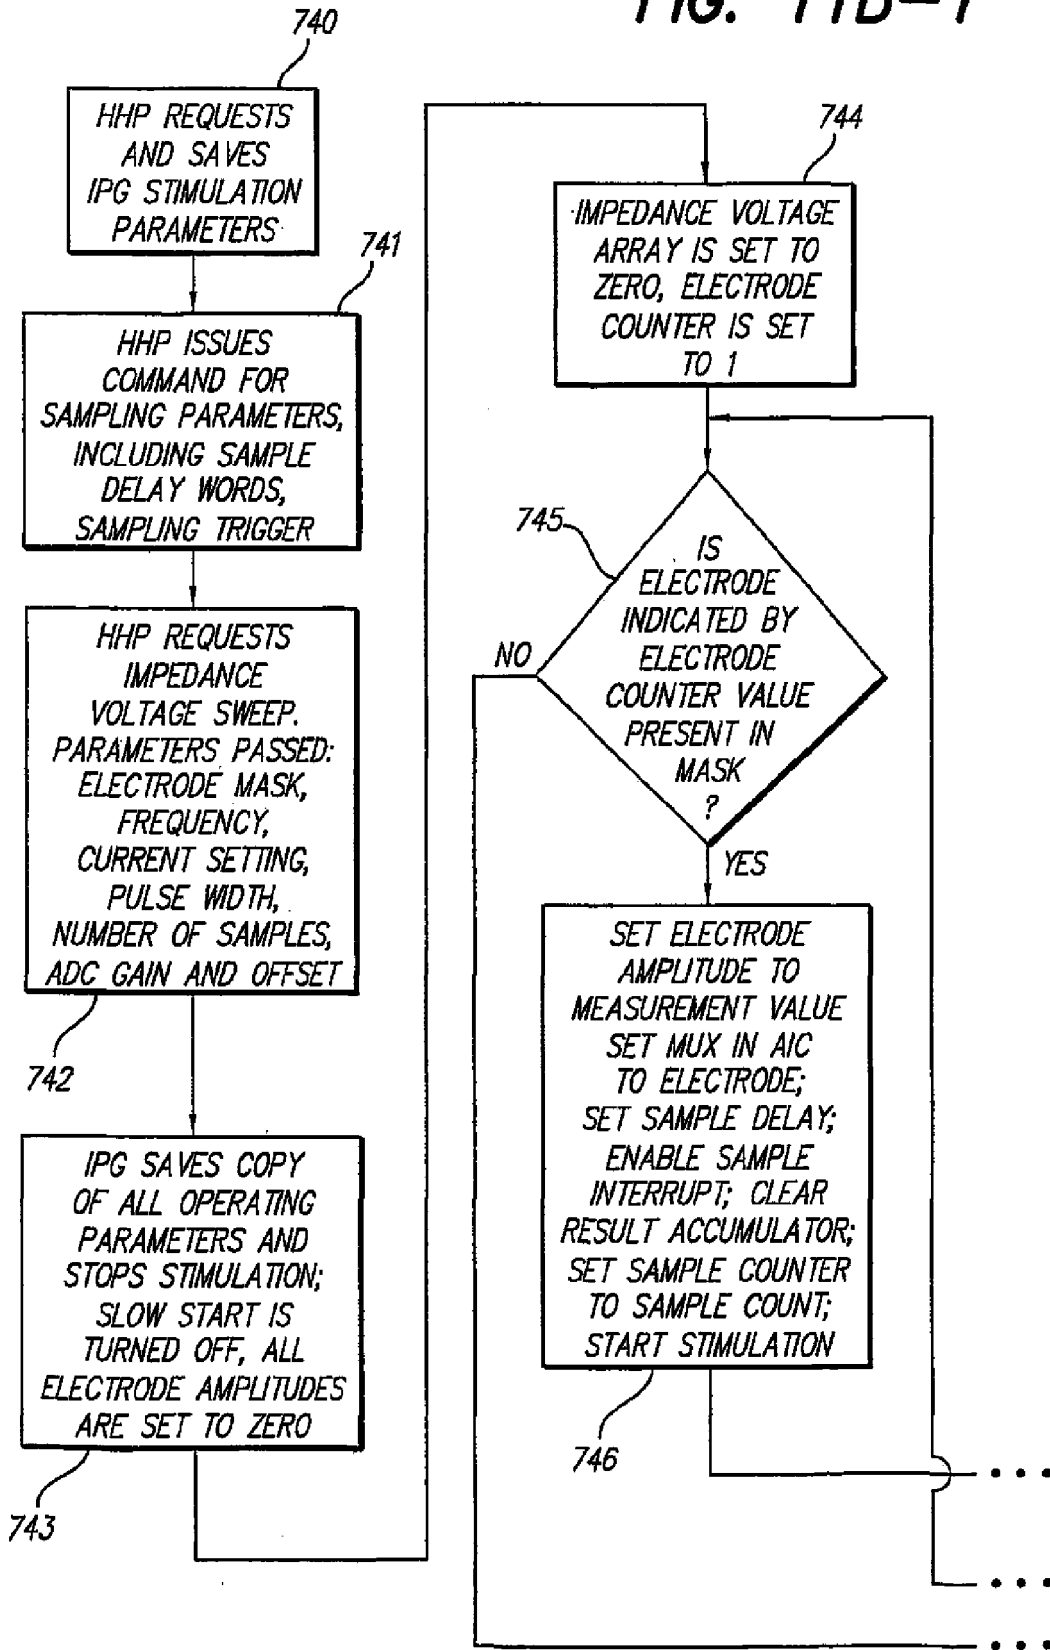 FIG. 11B-1
740
HHP REQUESTS
AND SAVES
IPG STIMULATION
PARAMETERS
741
HHP ISSUES
COMMAND FOR
SAMPLING PARAMETERS,
INCLUDING SAMPLE
DELAY WORDS,
SAMPLING TRIGGER
HHP REQUESTS
IMPEDANCE
VOLTAGE SWEEP.
PARAMETERS PASSED:
ELECTRODE MASK,
FREQUENCY,
CURRENT SETTING,
PULSE WIDTH,
NUMBER OF SAMPLES,
ADC GAIN AND OFFSET
742
IPG SAVES COPY
OF ALL OPERATING
PARAMETERS AND
STOPS STIMULATION;
SLOW START IS
TURNED OFF, ALL
ELECTRODE AMPLITUDES
ARE SET TO ZERO
743
744
IMPEDANCE VOLTAGE
ARRAY IS SET TO
ZERO, ELECTRODE
COUNTER IS SET
TO 1
745
IS
ELECTRODE
INDICATED BY
ELECTRODE
COUNTER VALUE
PRESENT IN
MASK
?
NO
YES
SET ELECTRODE
AMPLITUDE TO
MEASUREMENT VALUE
SET MUX IN AIC
TO ELECTRODE;
SET SAMPLE DELAY;
ENABLE SAMPLE
INTERRUPT; CLEAR
RESULT ACCUMULATOR;
SET SAMPLE COUNTER
TO SAMPLE COUNT;
START STIMULATION
746